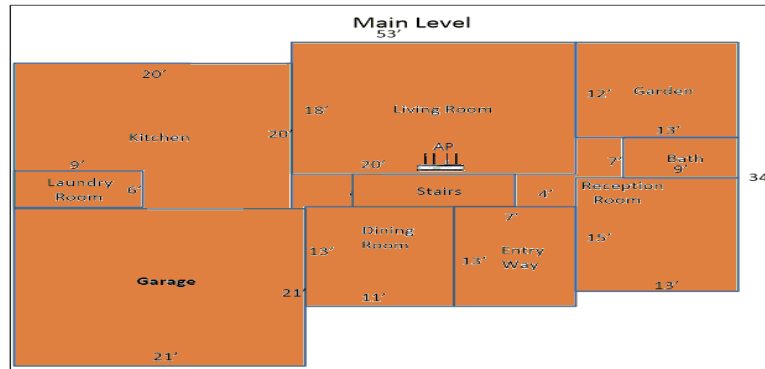 Main Level
53’
20’
12’
Garden
18’
Living Room
Kitchen
20’
13’
AP
7’
Bath
9’
20’
9’
34
Laundry
Room
6’
Stairs
4’
Reception
Room
7’
Dining
Room
13’
Entry
Way
13’
15’
Garage
21’
11’
13’
21’